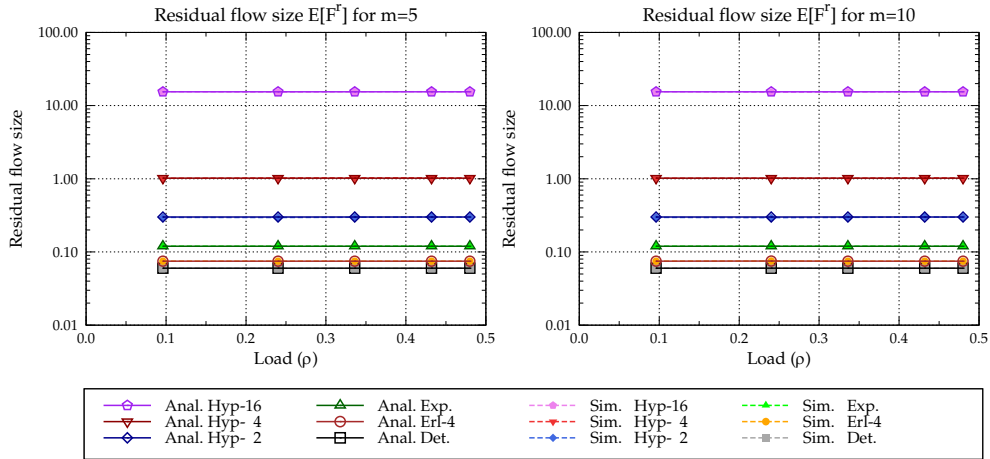 Residual flow size E[Fʳ] for m=5
100.00
10.00
1.00
0.10
0.01
Residual flow size
0.0 0.1 0.2 0.3 0.4 0.5
Load (ρ)
Residual flow size E[Fʳ] for m=10
100.00
10.00
1.00
0.10
0.01
Residual flow size
0.0 0.1 0.2 0.3 0.4 0.5
Load (ρ)
Anal. Hyp-16 Anal. Exp. Sim. Hyp-16 Sim. Exp.
Anal. Hyp- 4 Anal. Erl-4 Sim. Hyp- 4 Sim. Erl-4
Anal. Hyp- 2 Anal. Det. Sim. Hyp- 2 Sim. Det.